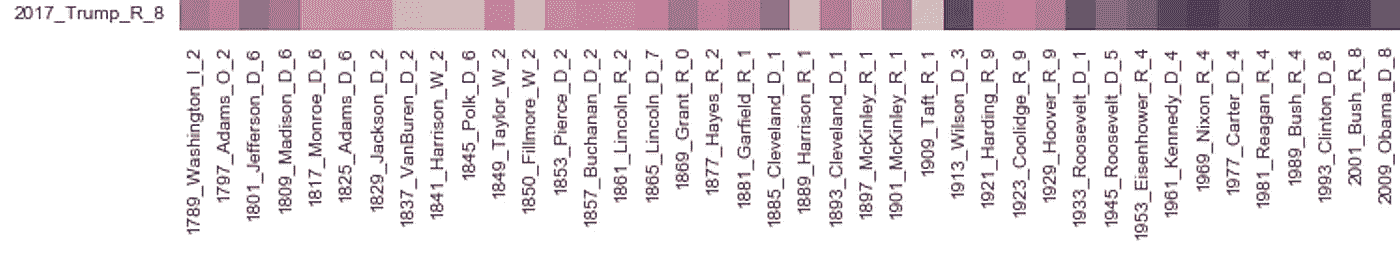 2017_Trump_R_8
1789_Washington_I_2
1797_Adams_O_2
1801_Jefferson_D_6
1809_Madison_D_6
1817_Monroe_D_6
1825_Adams_D_6
1829_Jackson_D_2
1837_VanBuren_D_2
1841_Harrison_W_2
1845_Polk_D_6
1849_Taylor_W_2
1850_Fillmore_W_2
1853_Pierce_D_2
1857_Buchanan_D_2
1861_Lincoln_R_2
1865_Lincoln_D_7
1869_Grant_R_0
1877_Hayes_R_2
1881_Garfield_R_1
1885_Cleveland_D_1
1889_Harrison_R_1
1893_Cleveland_D_1
1897_McKinley_R_1
1901_McKinley_R_1
1909_Taft_R_1
1913_Wilson_D_3
1921_Harding_R_9
1923_Coolidge_R_9
1929_Hoover_R_9
1933_Roosevelt_D_1
1945_Roosevelt_D_5
1953_Eisenhower_R_4
1961_Kennedy_D_4
1969_Nixon_R_4
1977_Carter_D_4
1981_Reagan_R_4
1989_Bush_R_4
1993_Clinton_D_8
2001_Bush_R_8
2009_Obama_D_8